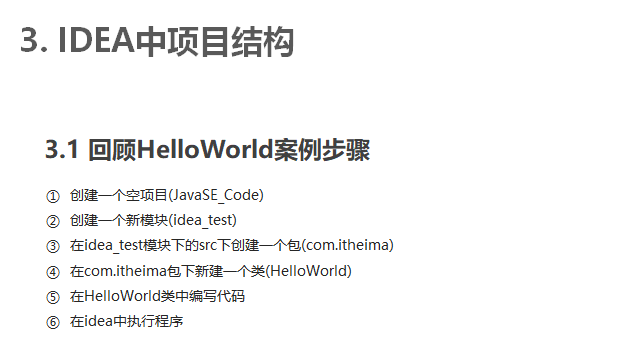 3. IDEA中项目结构
3.1 回顾HelloWorld案例步骤
① 创建一个空项目(JavaSE_Code)
② 创建一个新模块(idea_test)
③ 在idea_test模块下的src下创建一个包(com.itheima)
④ 在com.itheima包下新建一个类(HelloWorld)
⑤ 在HelloWorld类中编写代码
⑥ 在idea中执行程序